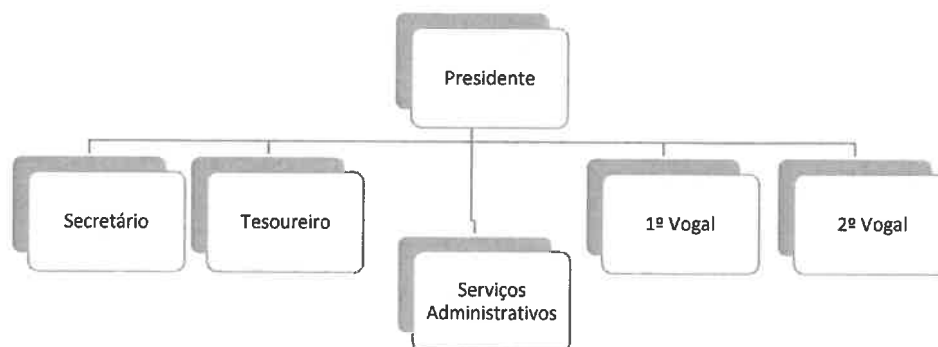 Presidente
Secretário
Tesoureiro
1º Vogal
2º Vogal
Serviços
Administrativos